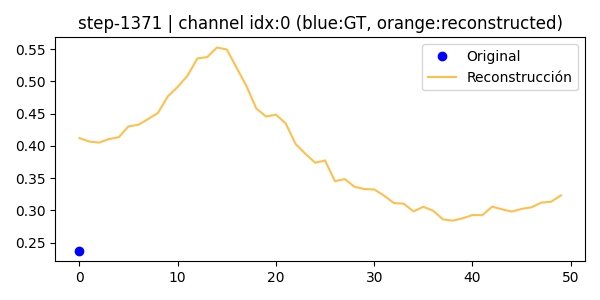 step-1371 | channel idx:0 (blue:GT, orange:reconstructed)
Original
Reconstrucción
0.55
0.50
0.45
0.40
0.35
0.30
0.25
0 10 20 30 40 50